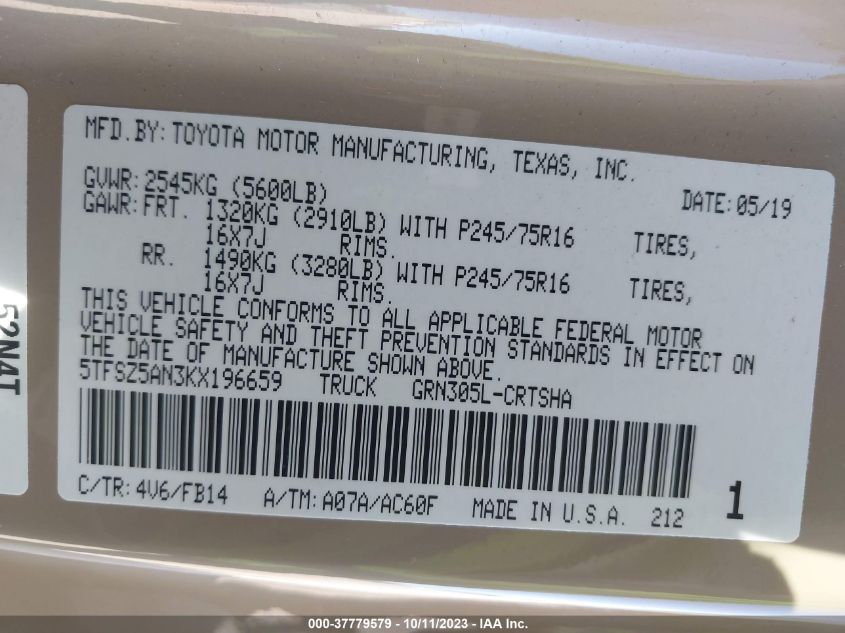 MFD.BY:TOYOTA MOTOR MANUFACTURING, TEXAS, INC.
GVWR:2545KG (5600LB) DATE:05/19
GAWR:FRT. 1320KG (2910LB) WITH P245/75R16 TIRES,
16X7J RIMS.
RR. 1490KG (3280LB) WITH P245/75R16 TIRES,
16X7J RIMS.
THIS VEHICLE CONFORMS TO ALL APPLICABLE FEDERAL MOTOR
VEHICLE SAFETY AND THEFT PREVENTION STANDARDS IN EFFECT ON
THE DATE OF MANUFACTURE SHOWN ABOVE.
5TFSZ5AN3KX196659 TRUCK GRN305L-CRTSHA
C/TR:4V6/FB14 A/TM:A07A/AC60F MADE IN U.S.A. 212 1
52N4T
000-37779579 - 10/11/2023 - IAA Inc.